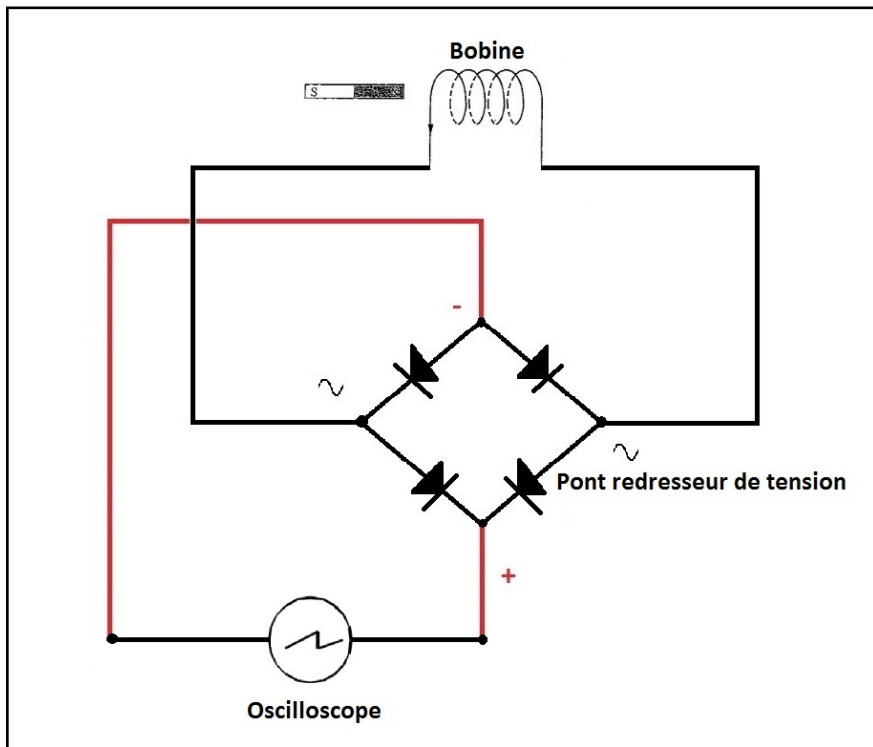 Bobine
S
-
~
~
Pont redresseur de tension
+
Oscilloscope